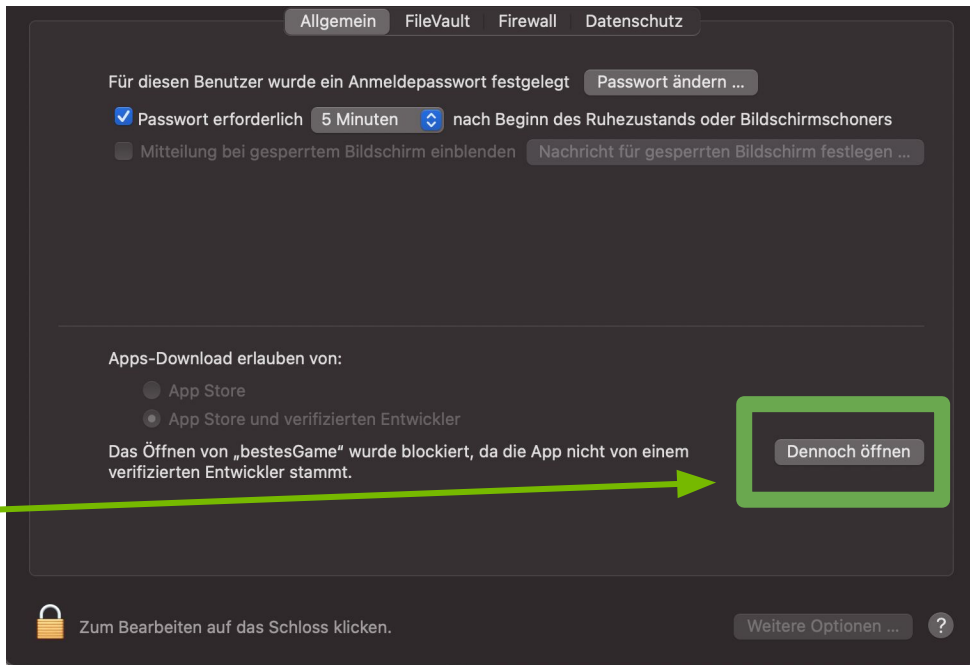 Allgemein FileVault Firewall Datenschutz
Für diesen Benutzer wurde ein Anmeldepasswort festgelegt Passwort ändern ...
Passwort erforderlich 5 Minuten nach Beginn des Ruhezustands oder Bildschirmschoners
Mitteilung bei gesperrtem Bildschirm einblenden Nachricht für gesperrten Bildschirm festlegen ...
Apps-Download erlauben von:
App Store
App Store und verifizierten Entwickler
Das Öffnen von „bestesGame“ wurde blockiert, da die App nicht von einem
verifizierten Entwickler stammt.
Dennoch öffnen
Zum Bearbeiten auf das Schloss klicken.
Weitere Optionen ... ?